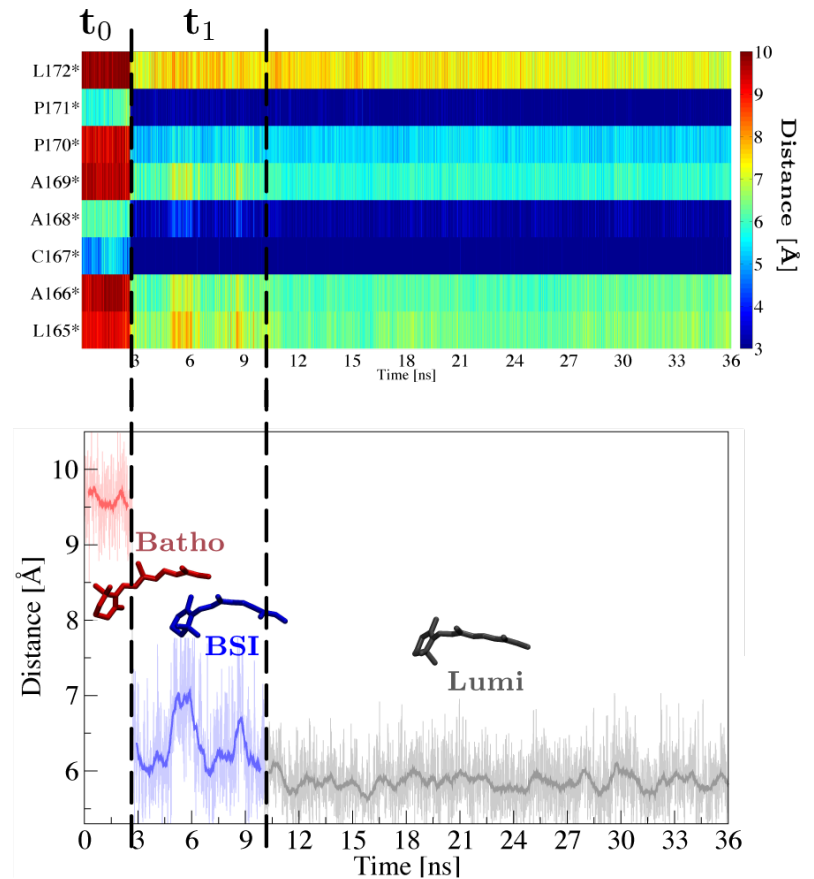 t₀ t₁
L172*
P171*
P170*
A169*
A168*
C167*
A166*
L165*
3 6 9 12 15 18 21 24 27 30 33 36
Time [ns]
10
9
8
7
6
5
4
3
Distance [Å]
10
9
8
7
6
Distance [Å]
Batho
BSI
Lumi
0 3 6 9 12 15 18 21 24 27 30 33 36
Time [ns]